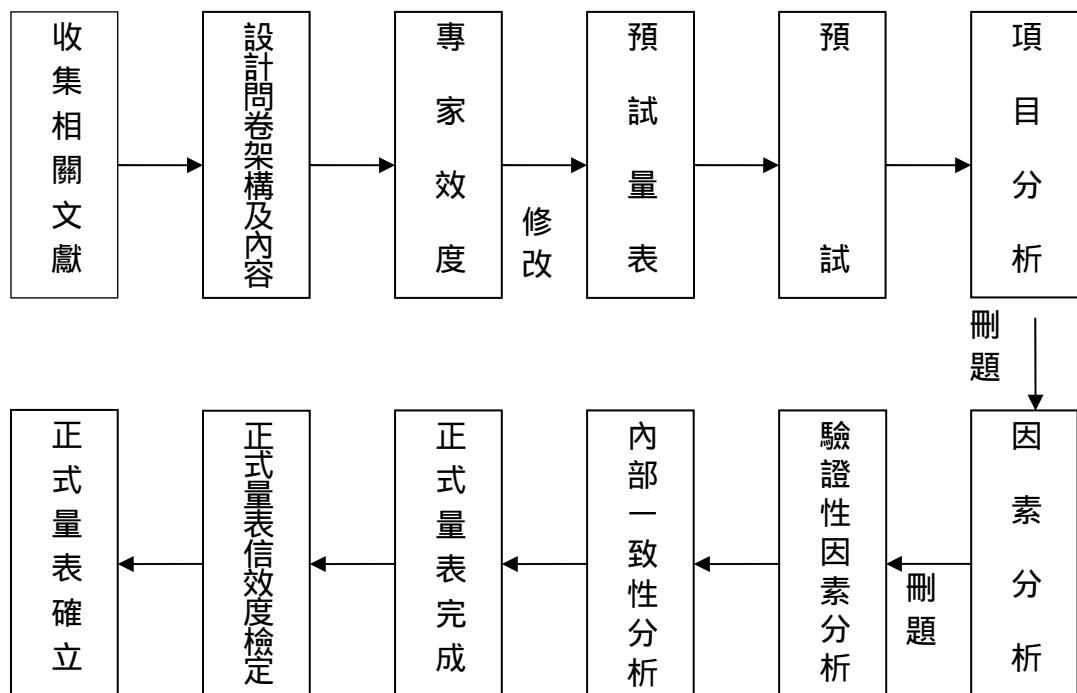 收集相關文獻
設計問卷架構及內容
專家效度
修改
預試量表
預試
項目分析
刪題
因素分析
刪題
驗證性因素分析
內部一致性分析
正式量表完成
正式量表信效度檢定
正式量表確立